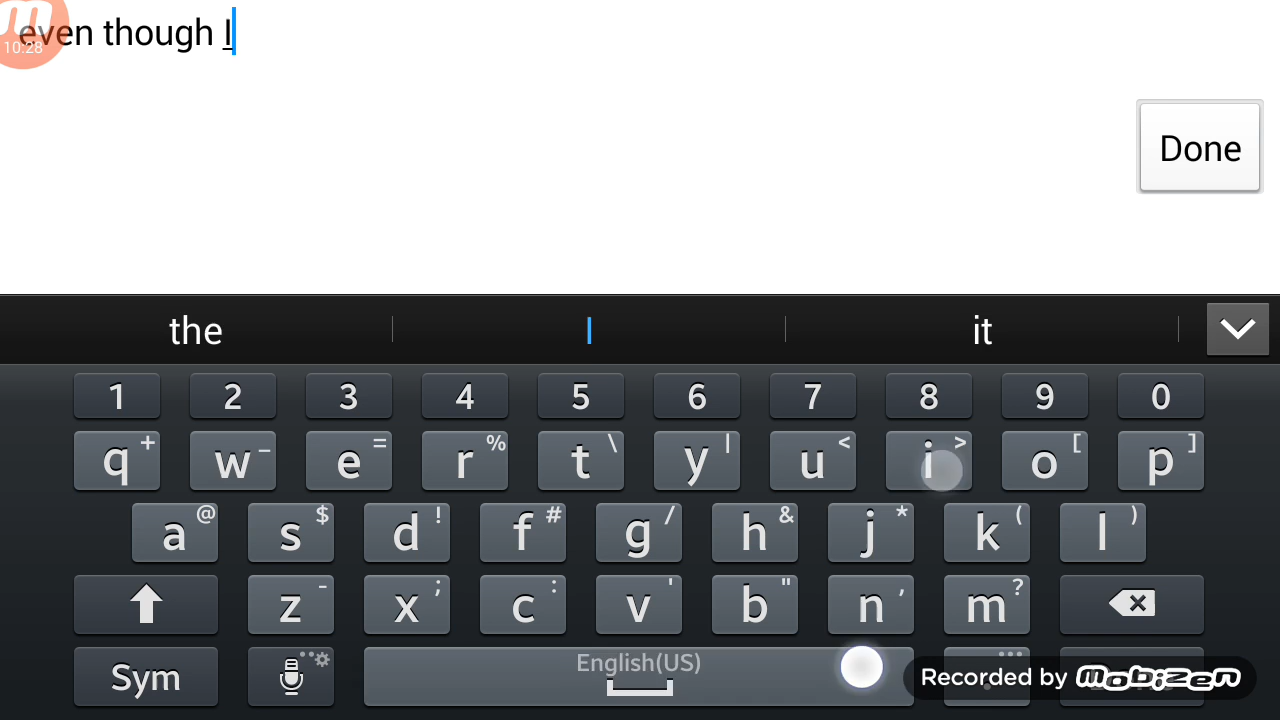 even though I
10:28
Done
the I it
1 2 3 4 5 6 7 8 9 0
q + w - e = r % t \ y | u < i > o [ p ]
a @ s $ d ! f # g / h & j * k ( l )
z - x ; c : v ' b " n , m ?
Sym English(US)
Recorded by mobizen